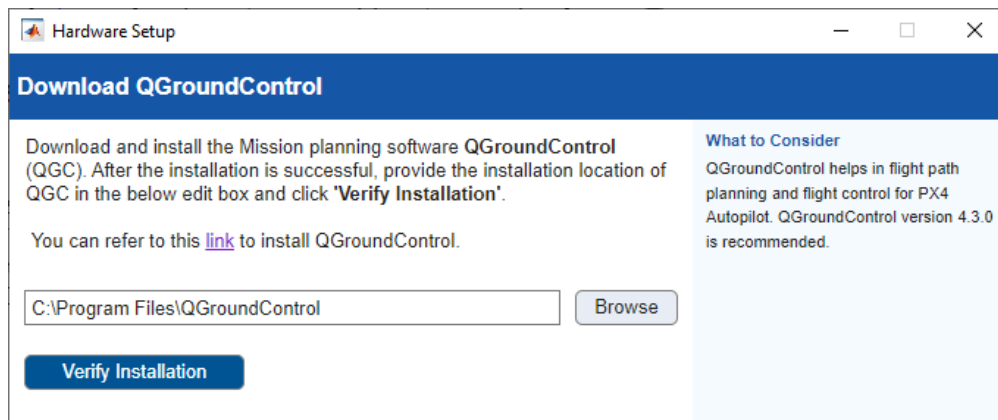 Hardware Setup
Download QGroundControl
Download and install the Mission planning software QGroundControl
(QGC). After the installation is successful, provide the installation location of
QGC in the below edit box and click 'Verify Installation'.
You can refer to this link to install QGroundControl.
C:\Program Files\QGroundControl
Browse
Verify Installation
What to Consider
QGroundControl helps in flight path
planning and flight control for PX4
Autopilot. QGroundControl version 4.3.0
is recommended.